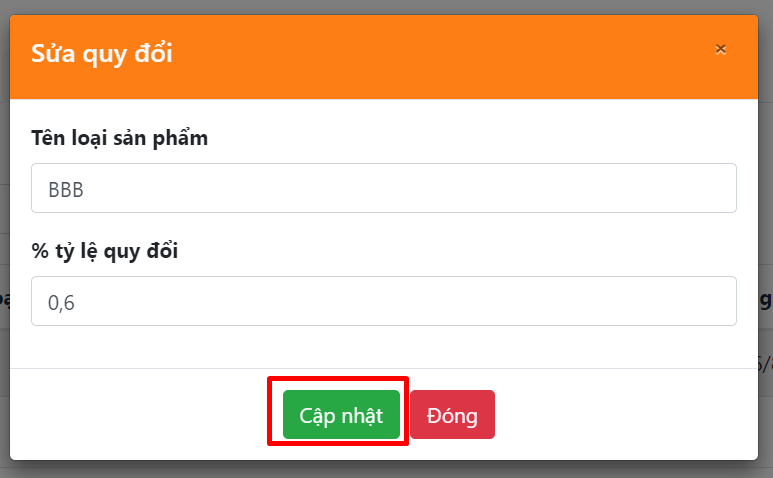 Sửa quy đổi ×
Tên loại sản phẩm
BBB
% tỷ lệ quy đổi
0,6
Cập nhật Đóng